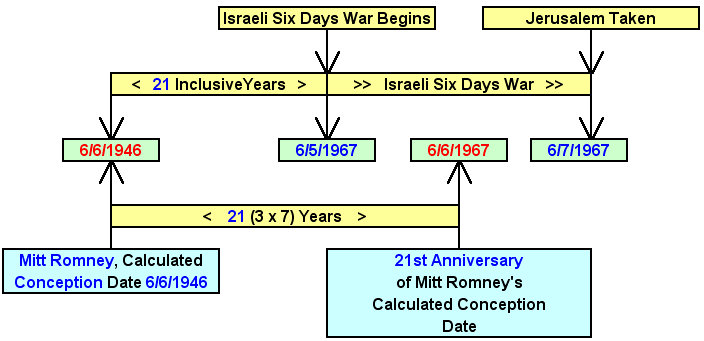 Israeli Six Days War Begins
Jerusalem Taken
< 21 InclusiveYears >
>> Israeli Six Days War >>
6/6/1946
6/5/1967
6/6/1967
6/7/1967
< 21 (3 x 7) Years >
Mitt Romney, Calculated
Conception Date 6/6/1946
21st Anniversary
of Mitt Romney's
Calculated Conception
Date